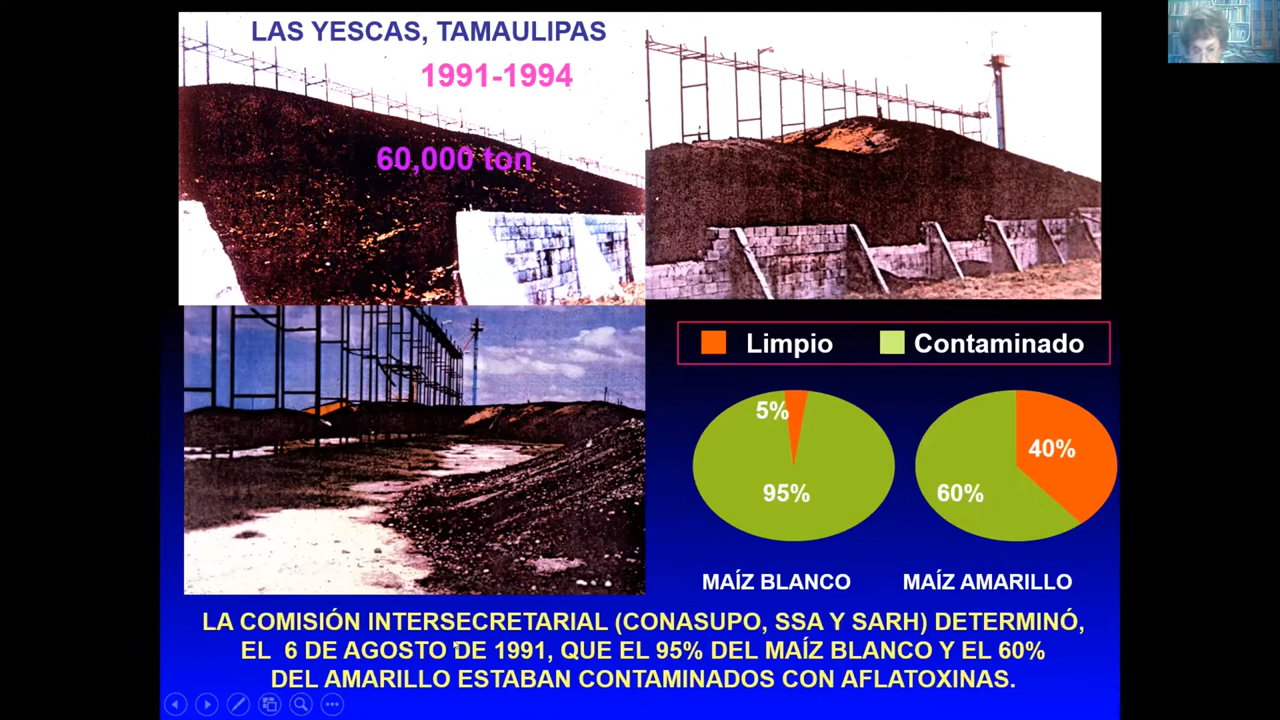 LAS YESCAS, TAMAULIPAS
1991-1994
60,000 ton
Limpio
Contaminado
5%
95%
40%
60%
MAÍZ BLANCO
MAÍZ AMARILLO
LA COMISIÓN INTERSECRETARIAL (CONASUPO, SSA Y SARH) DETERMINÓ,
EL 6 DE AGOSTO DE 1991, QUE EL 95% DEL MAÍZ BLANCO Y EL 60%
DEL AMARILLO ESTABAN CONTAMINADOS CON AFLATOXINAS.